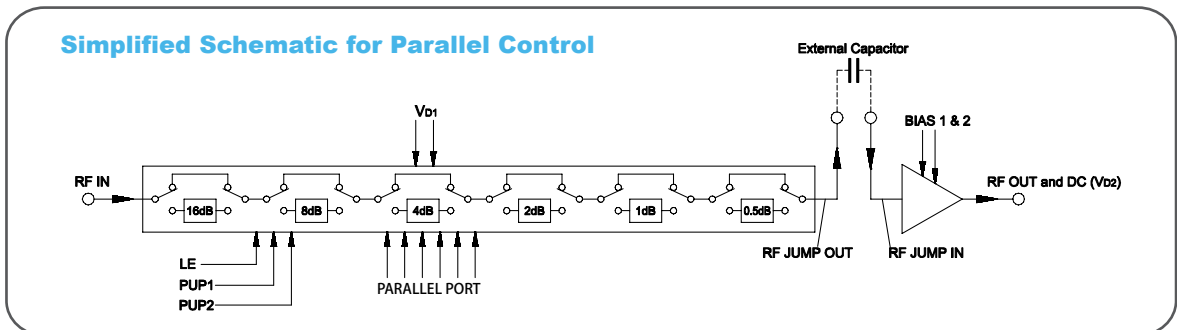 Simplified Schematic for Parallel Control
External Capacitor
VD1
BIAS 1 & 2
RF IN
RF OUT and DC (VD2)
16dB
8dB
4dB
2dB
1dB
0.5dB
RF JUMP OUT
RF JUMP IN
LE
PUP1
PARALLEL PORT
PUP2